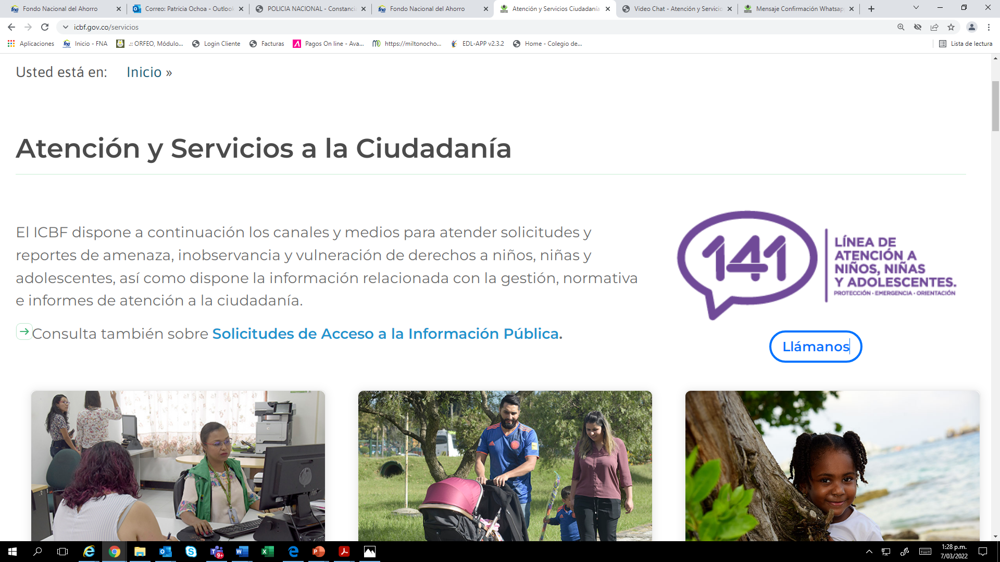 Fondo Nacional del Ahorro
Correo: Patricia Ochoa - Outlook
POLICIA NACIONAL - Constanci
Fondo Nacional del Ahorro
Atención y Servicios Ciudadanía
Video Chat - Atención y Servicio
Mensaje Confirmación Whatsap
icbf.gov.co/servicios
Aplicaciones
Inicio - FNA
.:: ORFEO, Módulo...
Login Cliente
Facturas
Pagos On line - Ava...
https://miltonocho...
EDL-APP v2.3.2
Home - Colegio de...
Lista de lectura
Usted está en: Inicio »
Atención y Servicios a la Ciudadanía
El ICBF dispone a continuación los canales y medios para atender solicitudes y
reportes de amenaza, inobservancia y vulneración de derechos a niños, niñas y
adolescentes, así como dispone la información relacionada con la gestión, normativa
e informes de atención a la ciudadanía.
Consulta también sobre Solicitudes de Acceso a la Información Pública.
141
LÍNEA DE
ATENCIÓN A
NIÑOS, NIÑAS
Y ADOLESCENTES.
PROTECCIÓN · EMERGENCIA · ORIENTACIÓN
Llámanos
9+
1:28 p.m.
7/03/2022